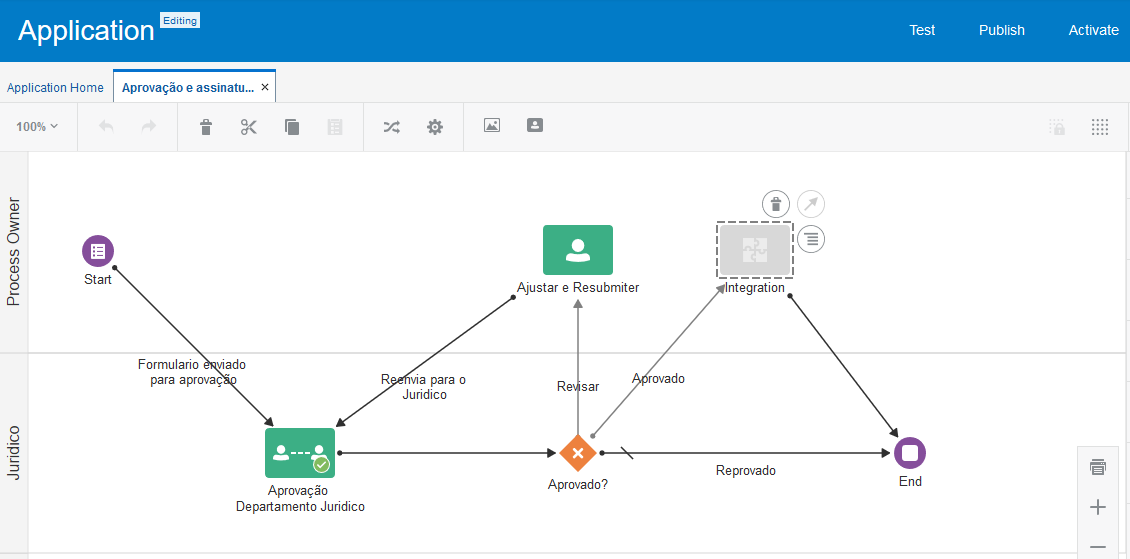 Application
Editing
Test
Publish
Activate
Application Home
Aprovação e assinatu...
100%
Process Owner
Start
Ajustar e Resubmiter
Integration
Formulario enviado
para aprovação
Reenvia para o
Juridico
Revisar
Aprovado
Juridico
Aprovação
Departamento Juridico
Aprovado?
Reprovado
End